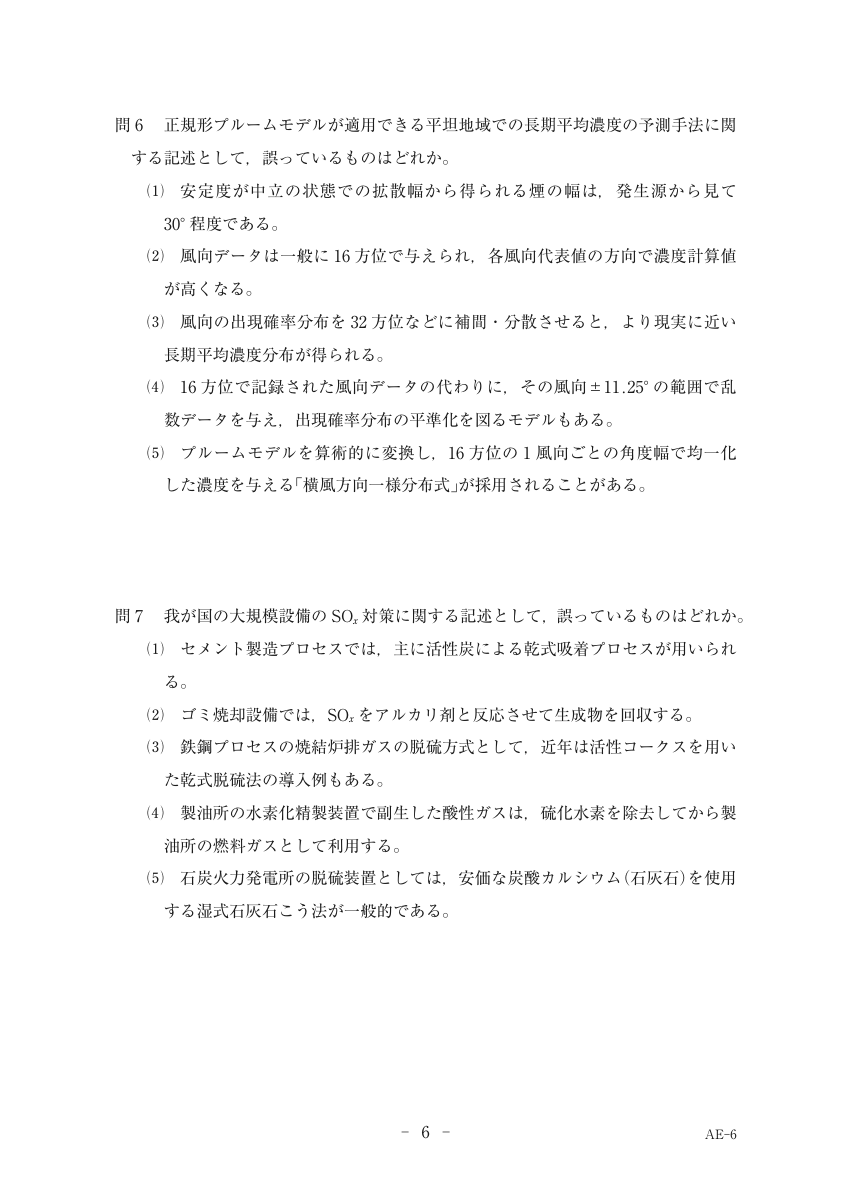 問6　正規形プルームモデルが適用できる平坦地域での長期平均濃度の予測手法に関
する記述として，誤っているものはどれか。
⑴　安定度が中立の状態での拡散幅から得られる煙の幅は，発生源から見て
30°程度である。
⑵　風向データは一般に 16 方位で与えられ，各風向代表値の方向で濃度計算値
が高くなる。
⑶　風向の出現確率分布を 32 方位などに補間・分散させると，より現実に近い
長期平均濃度分布が得られる。
⑷　16 方位で記録された風向データの代わりに，その風向±11.25°の範囲で乱
数データを与え，出現確率分布の平準化を図るモデルもある。
⑸　プルームモデルを算術的に変換し，16 方位の 1 風向ごとの角度幅で均一化
した濃度を与える「横風方向一様分布式」が採用されることがある。
問7　我が国の大規模設備の SOx 対策に関する記述として，誤っているものはどれか。
⑴　セメント製造プロセスでは，主に活性炭による乾式吸着プロセスが用いられ
る。
⑵　ゴミ焼却設備では，SOx をアルカリ剤と反応させて生成物を回収する。
⑶　鉄鋼プロセスの焼結炉排ガスの脱硫方式として，近年は活性コークスを用い
た乾式脱硫法の導入例もある。
⑷　製油所の水素化精製装置で副生した酸性ガスは，硫化水素を除去してから製
油所の燃料ガスとして利用する。
⑸　石炭火力発電所の脱硫装置としては，安価な炭酸カルシウム（石灰石）を使用
する湿式石灰石こう法が一般的である。
－ 6 －
AE-6